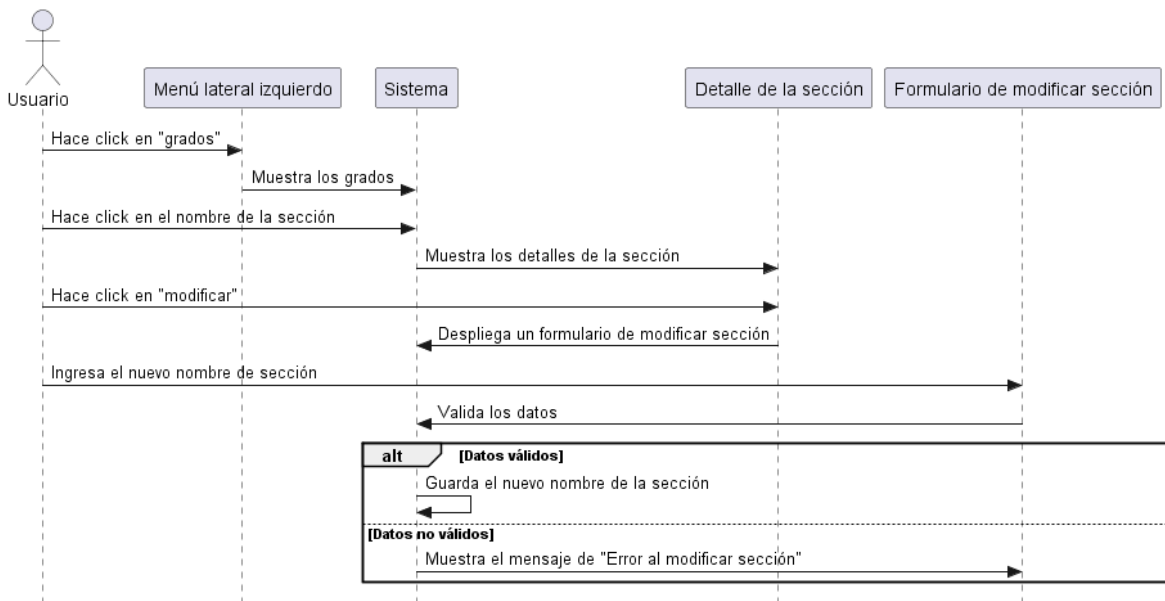 Usuario
Menú lateral izquierdo
Sistema
Detalle de la sección
Formulario de modificar sección
Hace click en "grados"
Muestra los grados
Hace click en el nombre de la sección
Muestra los detalles de la sección
Hace click en "modificar"
Despliega un formulario de modificar sección
Ingresa el nuevo nombre de sección
Valida los datos
alt
[Datos válidos]
Guarda el nuevo nombre de la sección
[Datos no válidos]
Muestra el mensaje de "Error al modificar sección"